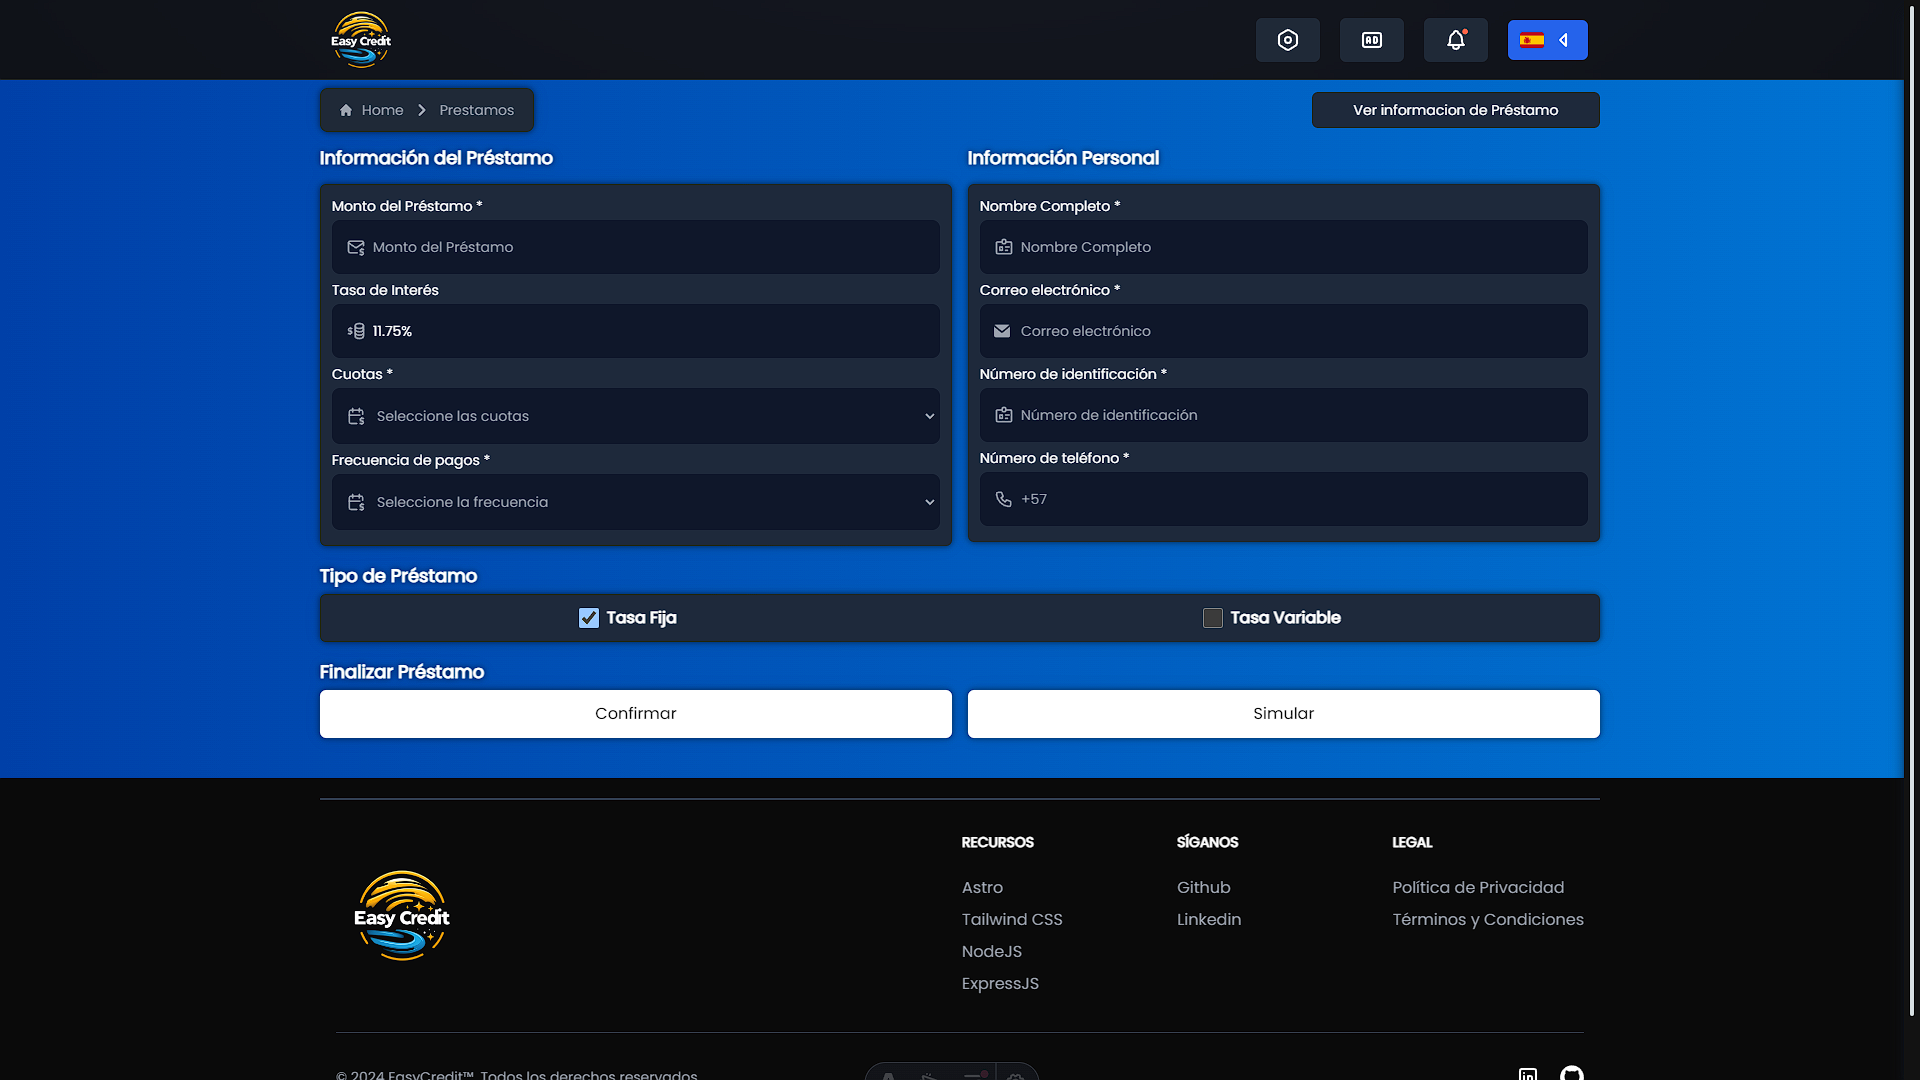 Easy Credit
AD
Home
Prestamos
Ver informacion de Préstamo
Información del Préstamo
Monto del Préstamo *
Monto del Préstamo
Tasa de Interés
11.75%
Cuotas *
Seleccione las cuotas
Frecuencia de pagos *
Seleccione la frecuencia
Información Personal
Nombre Completo *
Nombre Completo
Correo electrónico *
Correo electrónico
Número de identificación *
Número de identificación
Número de teléfono *
+57
Tipo de Préstamo
Tasa Fija
Tasa Variable
Finalizar Préstamo
Confirmar
Simular
Easy Credit
RECURSOS
Astro
Tailwind CSS
NodeJS
ExpressJS
SÍGANOS
Github
Linkedin
LEGAL
Política de Privacidad
Términos y Condiciones
© 2024 EasyCredit™. Todos los derechos reservados
in